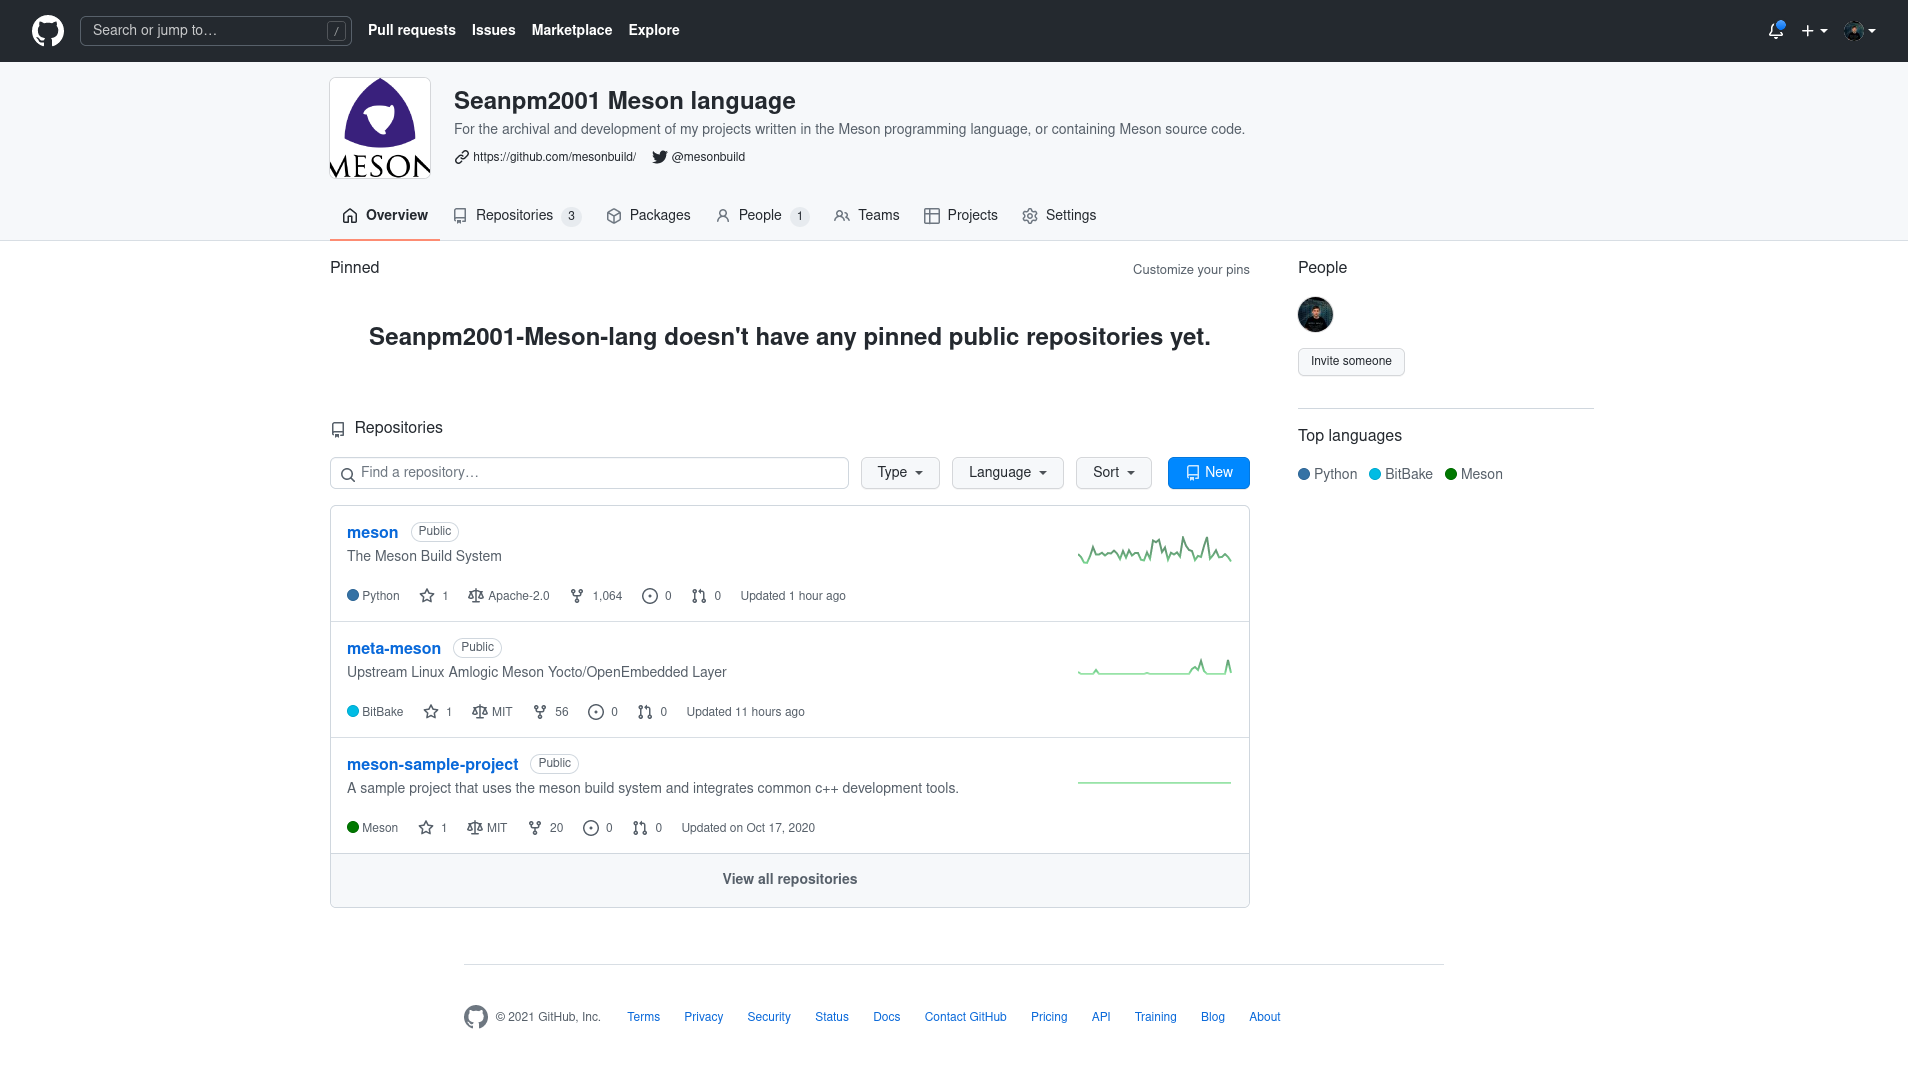 Search or jump to… /
Pull requests Issues Marketplace Explore
MESON
Seanpm2001 Meson language
For the archival and development of my projects written in the Meson programming language, or containing Meson source code.
https://github.com/mesonbuild/ @mesonbuild
Overview Repositories 3 Packages People 1 Teams Projects Settings
Pinned Customize your pins
Seanpm2001-Meson-lang doesn't have any pinned public repositories yet.
Repositories
Find a repository… Type Language Sort New
meson Public
The Meson Build System
Python 1 Apache-2.0 1,064 0 0 Updated 1 hour ago
meta-meson Public
Upstream Linux Amlogic Meson Yocto/OpenEmbedded Layer
BitBake 1 MIT 56 0 0 Updated 11 hours ago
meson-sample-project Public
A sample project that uses the meson build system and integrates common c++ development tools.
Meson 1 MIT 20 0 0 Updated on Oct 17, 2020
View all repositories
People
Invite someone
Top languages
Python BitBake Meson
© 2021 GitHub, Inc. Terms Privacy Security Status Docs Contact GitHub Pricing API Training Blog About